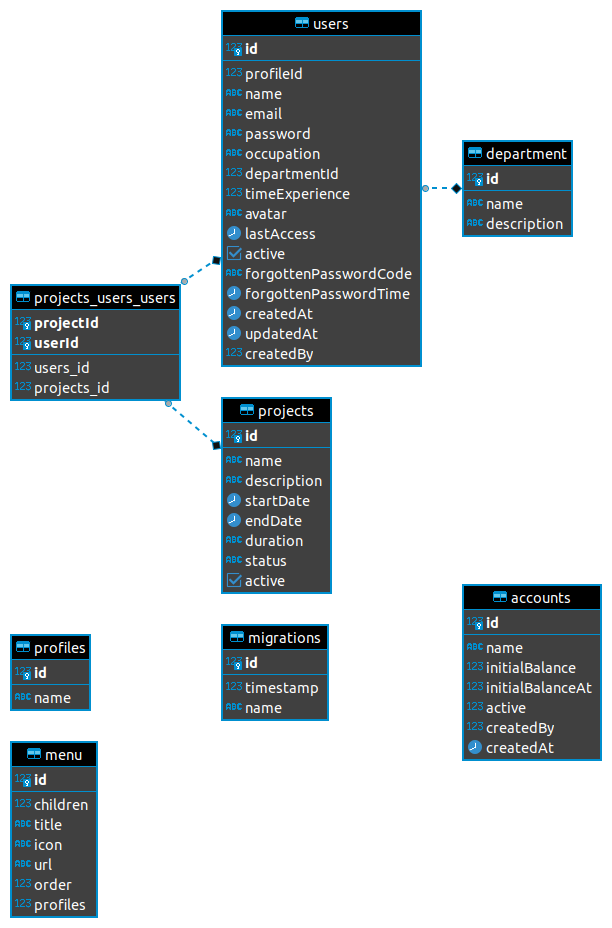 users
123 id
123 profileId
ABC name
ABC email
ABC password
ABC occupation
123 departmentId
123 timeExperience
ABC avatar
lastAccess
active
ABC forgottenPasswordCode
forgottenPasswordTime
createdAt
updatedAt
123 createdBy
department
123 id
ABC name
ABC description
projects_users_users
123 projectId
123 userId
123 users_id
123 projects_id
projects
123 id
ABC name
ABC description
startDate
endDate
ABC duration
ABC status
active
accounts
123 id
ABC name
123 initialBalance
123 initialBalanceAt
123 active
123 createdBy
createdAt
profiles
123 id
ABC name
migrations
123 id
123 timestamp
ABC name
menu
123 id
123 children
ABC title
ABC icon
ABC url
123 order
123 profiles